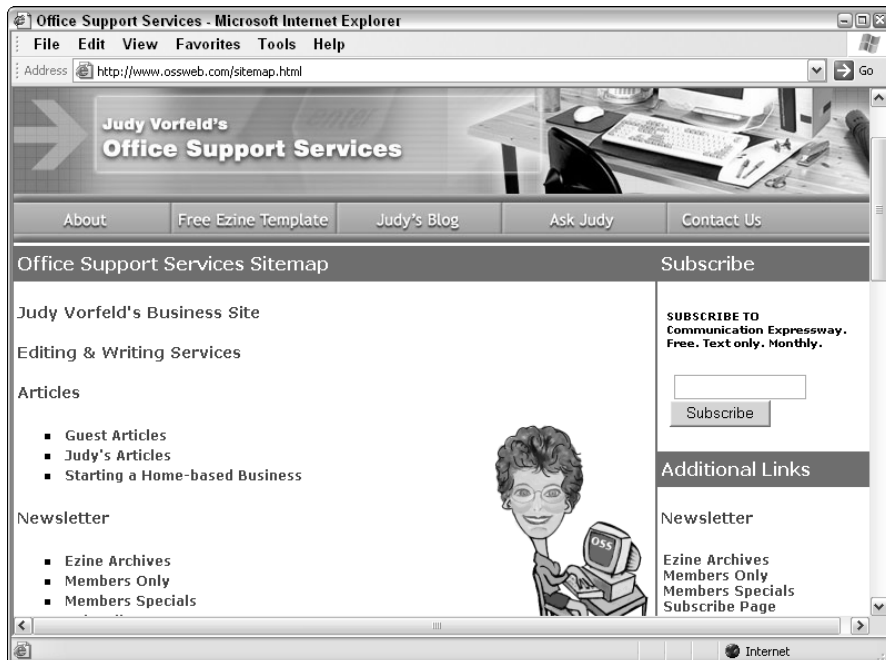 Office Support Services - Microsoft Internet Explorer
File Edit View Favorites Tools Help
Address http://www.ossweb.com/sitemap.html Go
enter
Judy Vorfeld's
Office Support Services
About Free Ezine Template Judy's Blog Ask Judy Contact Us
Office Support Services Sitemap
Judy Vorfeld's Business Site
Editing & Writing Services
Articles
Guest Articles
Judy's Articles
Starting a Home-based Business
Newsletter
Ezine Archives
Members Only
Members Specials
OSS
Subscribe
SUBSCRIBE TO
Communication Expressway.
Free. Text only. Monthly.
Subscribe
Additional Links
Newsletter
Ezine Archives
Members Only
Members Specials
Subscribe Page
Internet